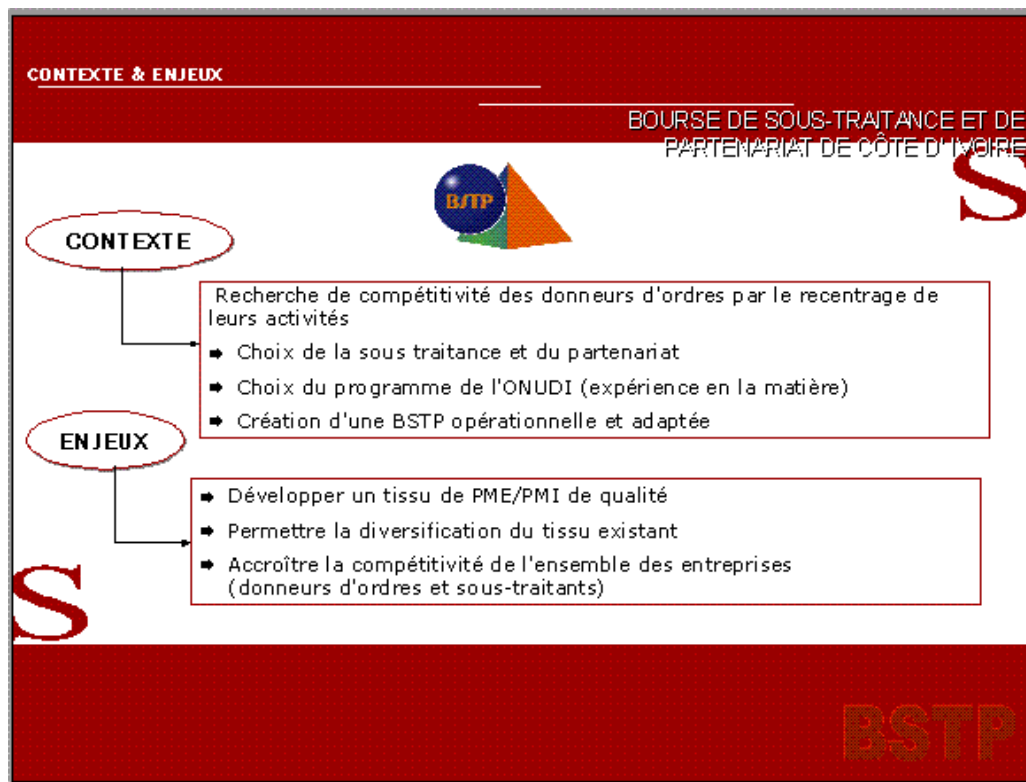 CONTEXTE & ENJEUX
BOURSE DE SOUS-TRAITANCE ET DE
PARTENARIAT DE CÔTE D'IVOIRE
S
BSTP
CONTEXTE
Recherche de compétitivité des donneurs d'ordres par le recentrage de
leurs activités
➡ Choix de la sous traitance et du partenariat
➡ Choix du programme de l'ONUDI (expérience en la matière)
➡ Création d'une BSTP opérationnelle et adaptée
ENJEUX
➡ Développer un tissu de PME/PMI de qualité
➡ Permettre la diversification du tissu existant
➡ Accroître la compétitivité de l'ensemble des entreprises
(donneurs d'ordres et sous-traitants)
S
BSTP